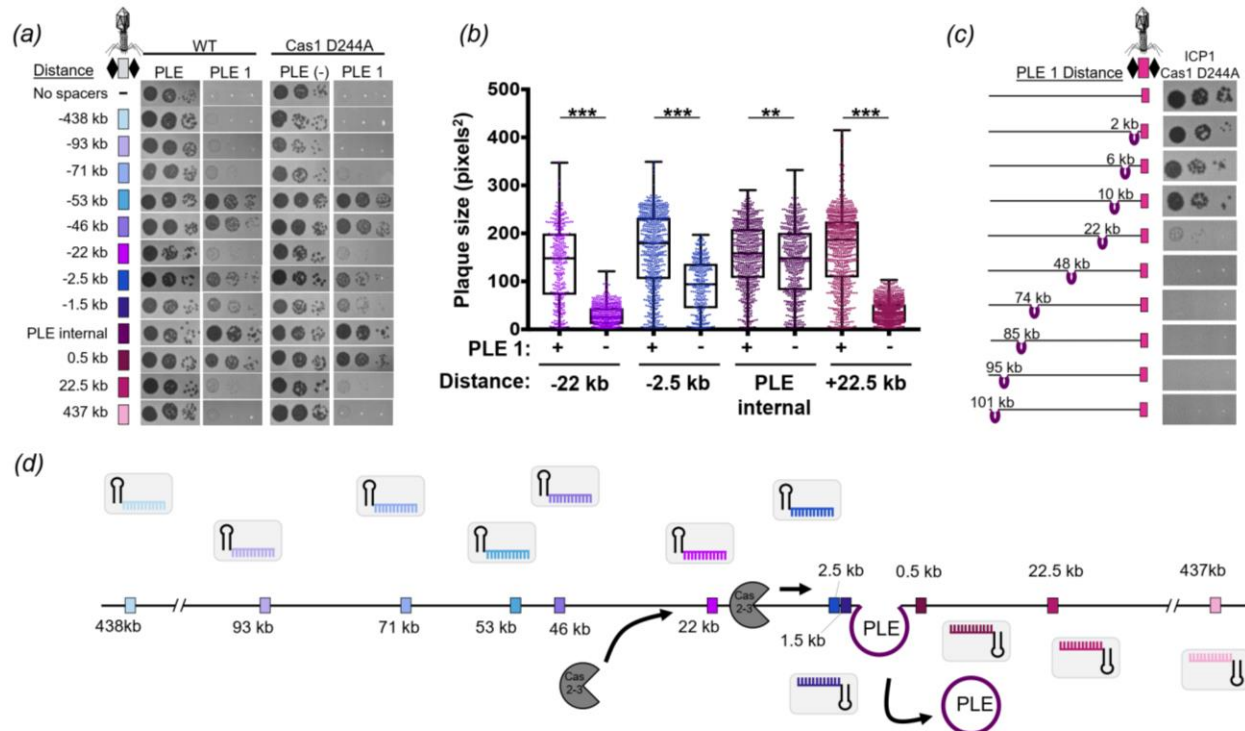 (a)
WT
Cas1 D244A
Distance
PLE
PLE 1
PLE (-)
PLE 1
No spacers
-438 kb
-93 kb
-71 kb
-53 kb
-46 kb
-22 kb
-2.5 kb
-1.5 kb
PLE internal
0.5 kb
22.5 kb
437 kb
(b)
Plaque size (pixels²)
500
400
300
200
100
0
***
***
**
***
PLE 1:
+
-
+
-
+
-
+
-
Distance:
-22 kb
-2.5 kb
PLE
internal
+22.5 kb
(c)
PLE 1 Distance
ICP1
Cas1 D244A
2 kb
6 kb
10 kb
22 kb
48 kb
74 kb
85 kb
95 kb
101 kb
(d)
438kb
93 kb
71 kb
53 kb
46 kb
22 kb
Cas
2-3
Cas
2-3
2.5 kb
1.5 kb
PLE
0.5 kb
22.5 kb
437kb
PLE